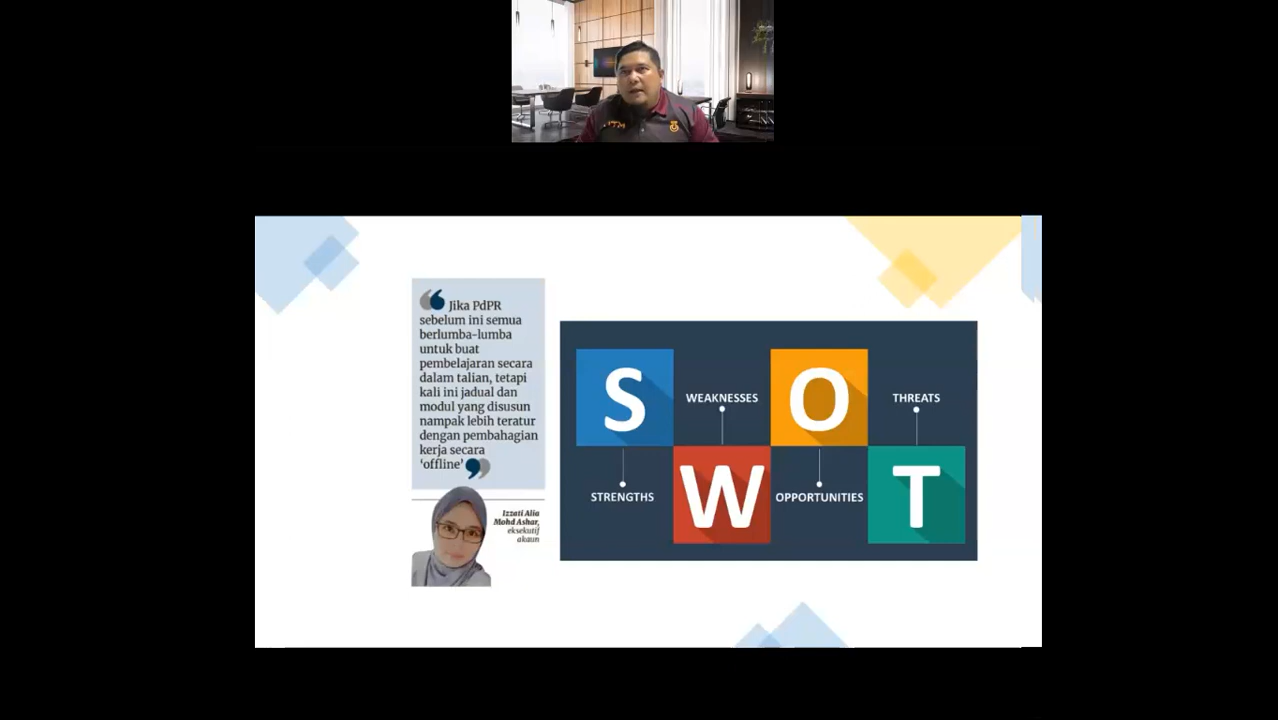 Jika PdPR
sebelum ini semua
berlumba-lumba
untuk buat
pembelajaran secara
dalam talian, tetapi
kali ini jadual dan
modul yang disusun
nampak lebih teratur
dengan pembahagian
kerja secara
‘offline’
Izzati Alia
Mohd Ashar,
eksekutif
akaun
S
STRENGTHS
WEAKNESSES
W
O
OPPORTUNITIES
THREATS
T